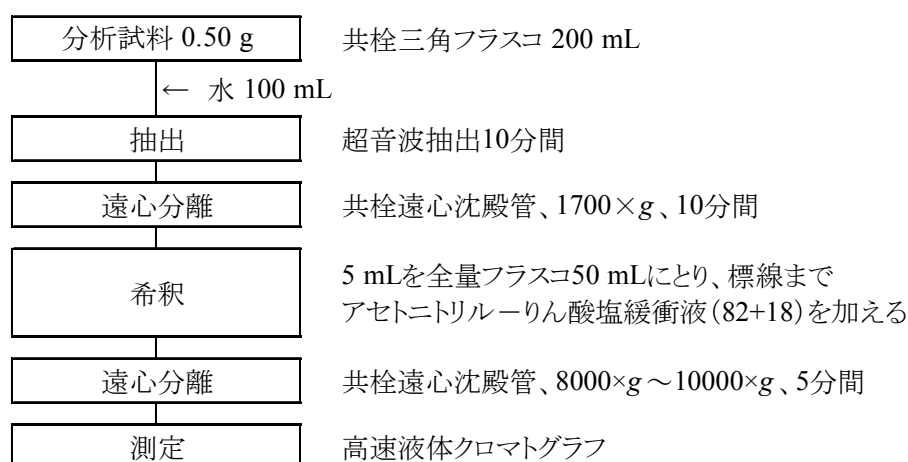 分析試料 0.50 g 共栓三角フラスコ 200 mL
← 水 100 mL
抽出 超音波抽出10分間
遠心分離 共栓遠心沈殿管、1700×g、10分間
希釈 5 mLを全量フラスコ50 mLにとり、標線まで
アセトニトリルーりん酸塩緩衝液(82+18)を加える
遠心分離 共栓遠心沈殿管、8000×g～10000×g、5分間
測定 高速液体クロマトグラフ